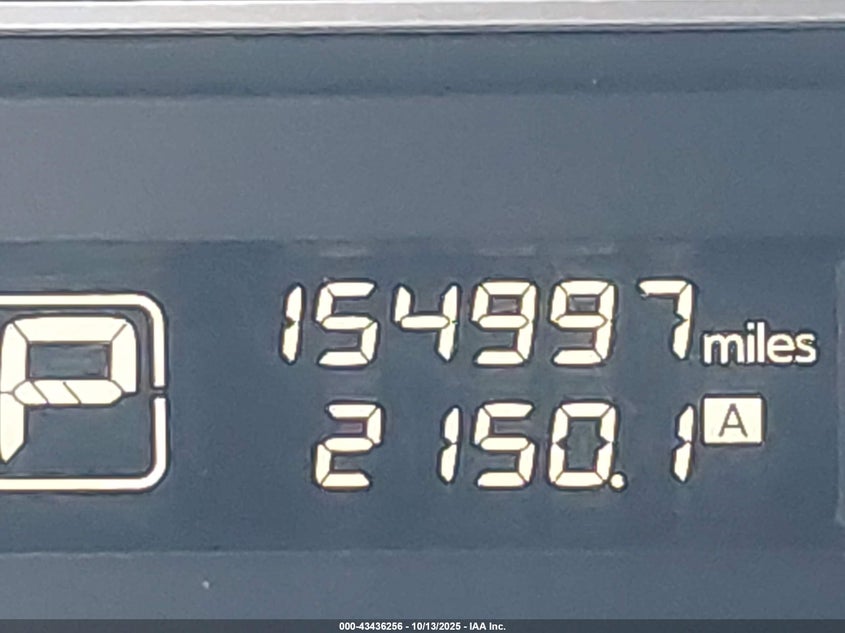 P
154997 miles
2150.1 A
000-43436256 - 10/13/2025 - IAA Inc.